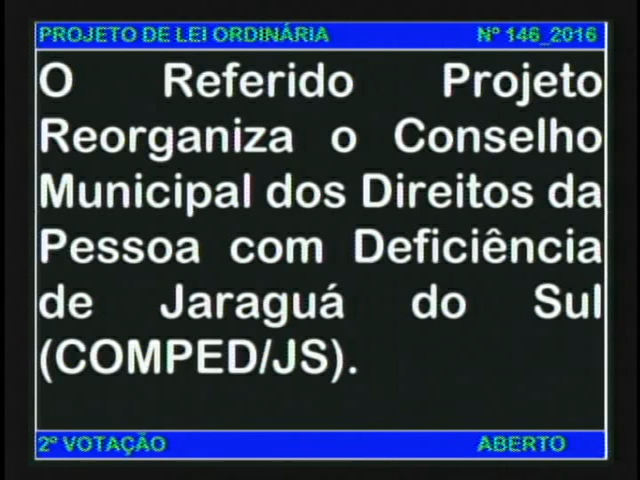 PROJETO DE LEI ORDINÁRIA Nº 146_2016
O Referido Projeto
Reorganiza o Conselho
Municipal dos Direitos da
Pessoa com Deficiência
de Jaraguá do Sul
(COMPED/JS).
2º VOTAÇÃO ABERTO